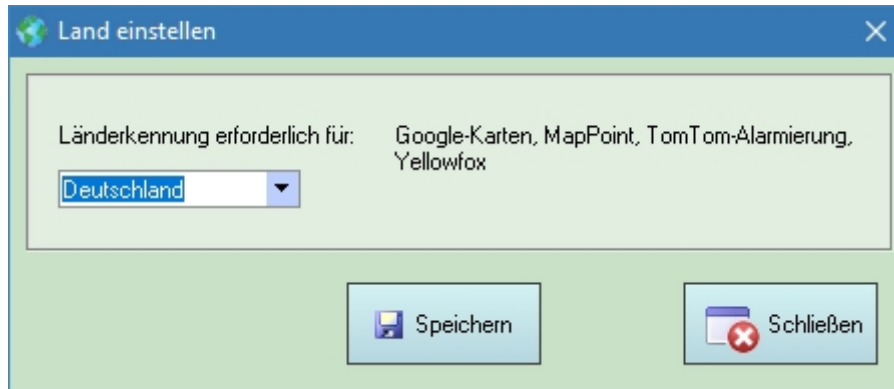 Land einstellen
Länderkennung erforderlich für:
Google-Karten, MapPoint, TomTom-Alarmierung,
Yellowfox
Deutschland
Speichern
Schließen